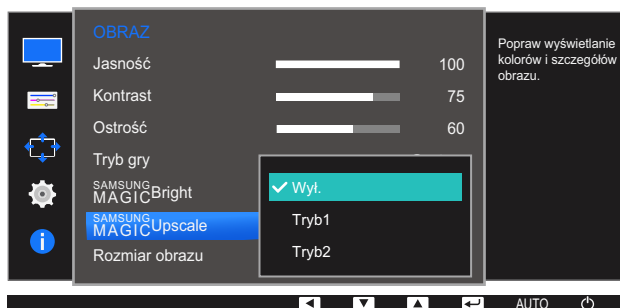 OBRAZ
Jasność 100
Kontrast 75
Ostrość 60
Tryb gry
SAMSUNG
MAGICBright
SAMSUNG
MAGICUpscale
Rozmiar obrazu
Wył.
Tryb1
Tryb2
Popraw wyświetlanie
kolorów i szczegółów
obrazu.
AUTO